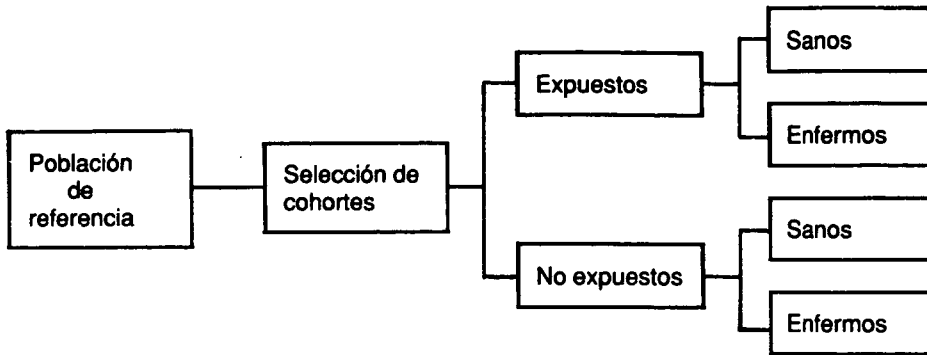 Población
de
referencia
Selección de
cohortes
Expuestos
Sanos
Enfermos
No expuestos
Sanos
Enfermos